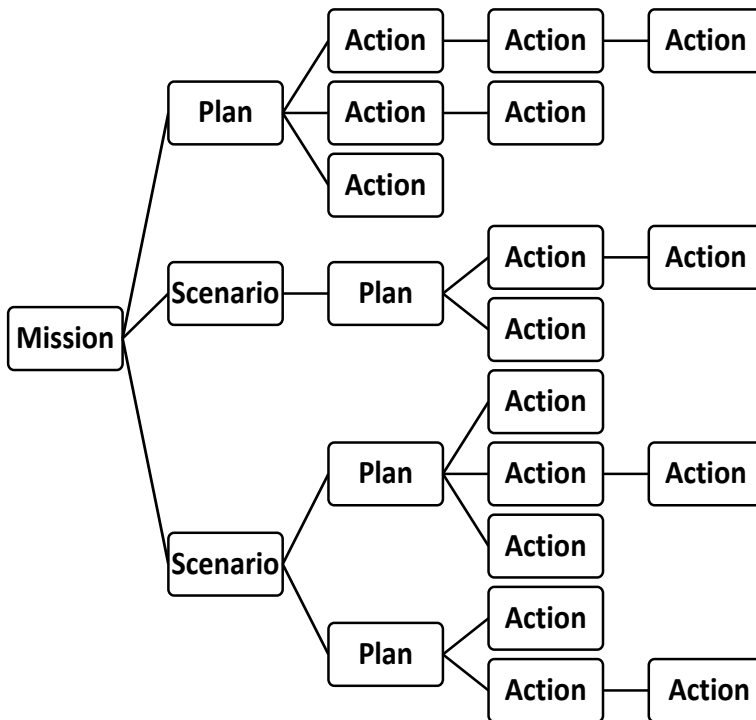 Action Action Action
Plan Action Action
Action
Action Action
Scenario Plan
Mission
Action
Action
Plan Action Action
Action
Scenario
Action
Plan
Action Action